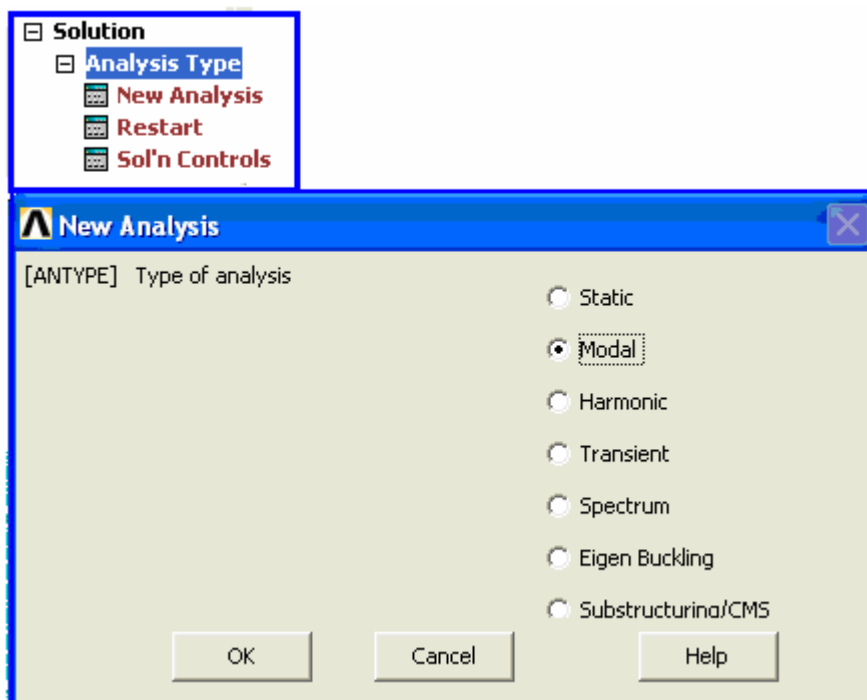 Solution
Analysis Type
New Analysis
Restart
Sol'n Controls
New Analysis
[ANTYPE] Type of analysis
Static
Modal
Harmonic
Transient
Spectrum
Eigen Buckling
Substructuring/CMS
OK Cancel Help